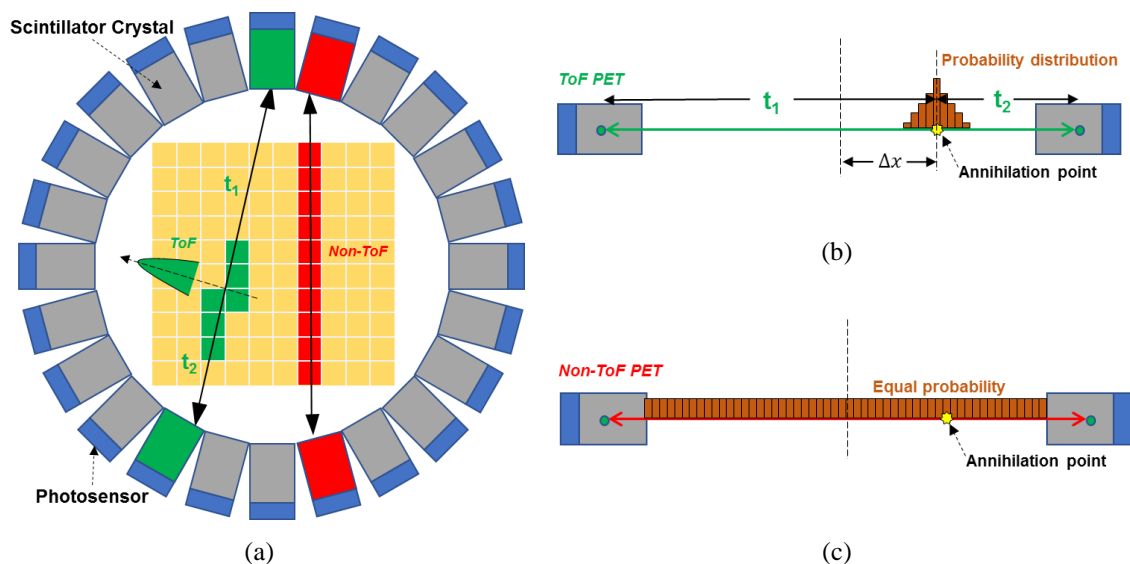 Scintillator Crystal
ToF
t1
Non-ToF
t2
Photosensor
(a)
ToF PET
Probability distribution
t1
t2
Δx
Annihilation point
(b)
Non-ToF PET
Equal probability
Annihilation point
(c)